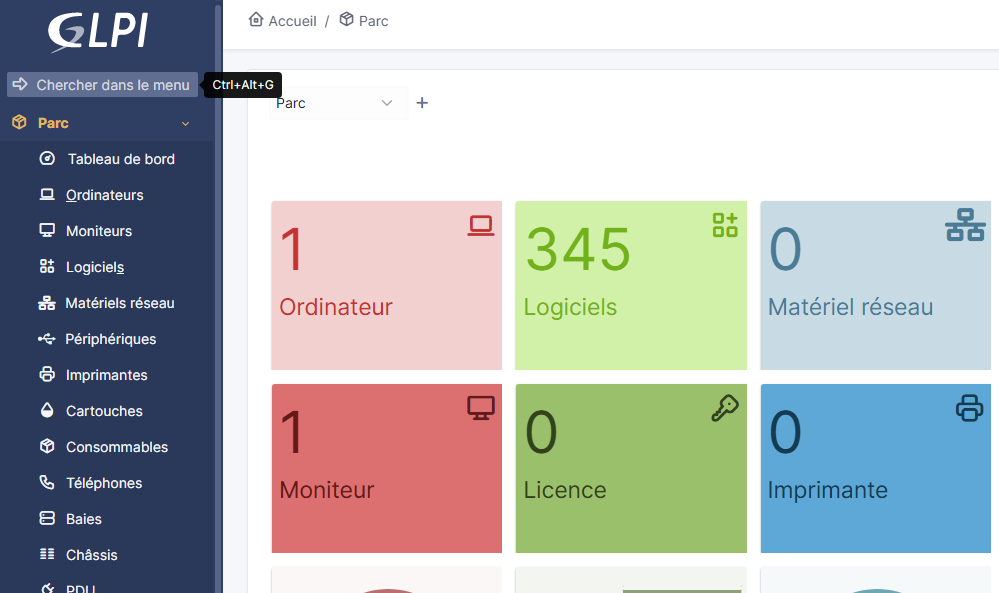 GLPI
Accueil / Parc
Chercher dans le menu
Ctrl+Alt+G
Parc
Parc
Tableau de bord
Ordinateurs
Moniteurs
Logiciels
Matériels réseau
Périphériques
Imprimantes
Cartouches
Consommables
Téléphones
Baies
Châssis
PDU
1
Ordinateur
345
Logiciels
0
Matériel réseau
1
Moniteur
0
Licence
0
Imprimante